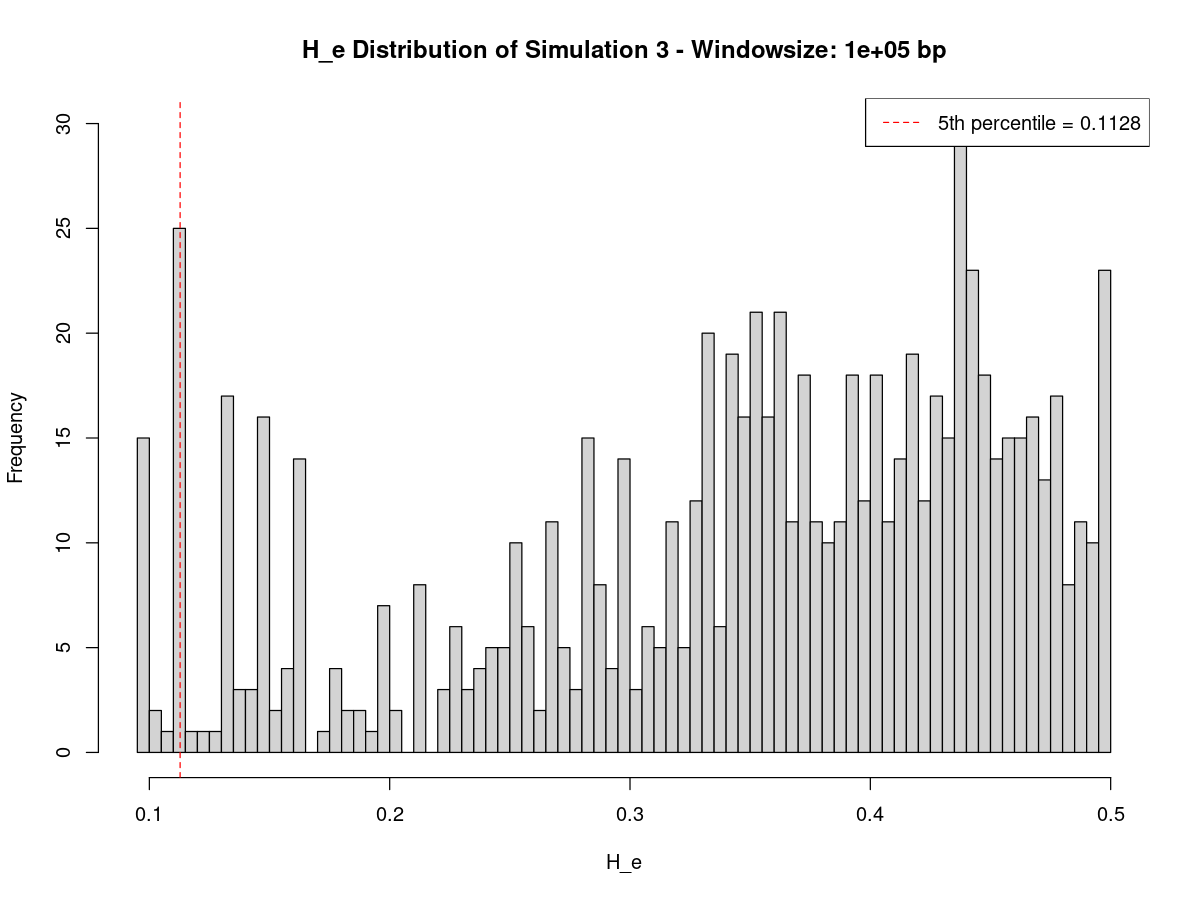 H_e Distribution of Simulation 3 - Windowsize: 1e+05 bp
5th percentile = 0.1128
30
25
20
15
10
5
0
Frequency
0.1 0.2 0.3 0.4 0.5
H_e